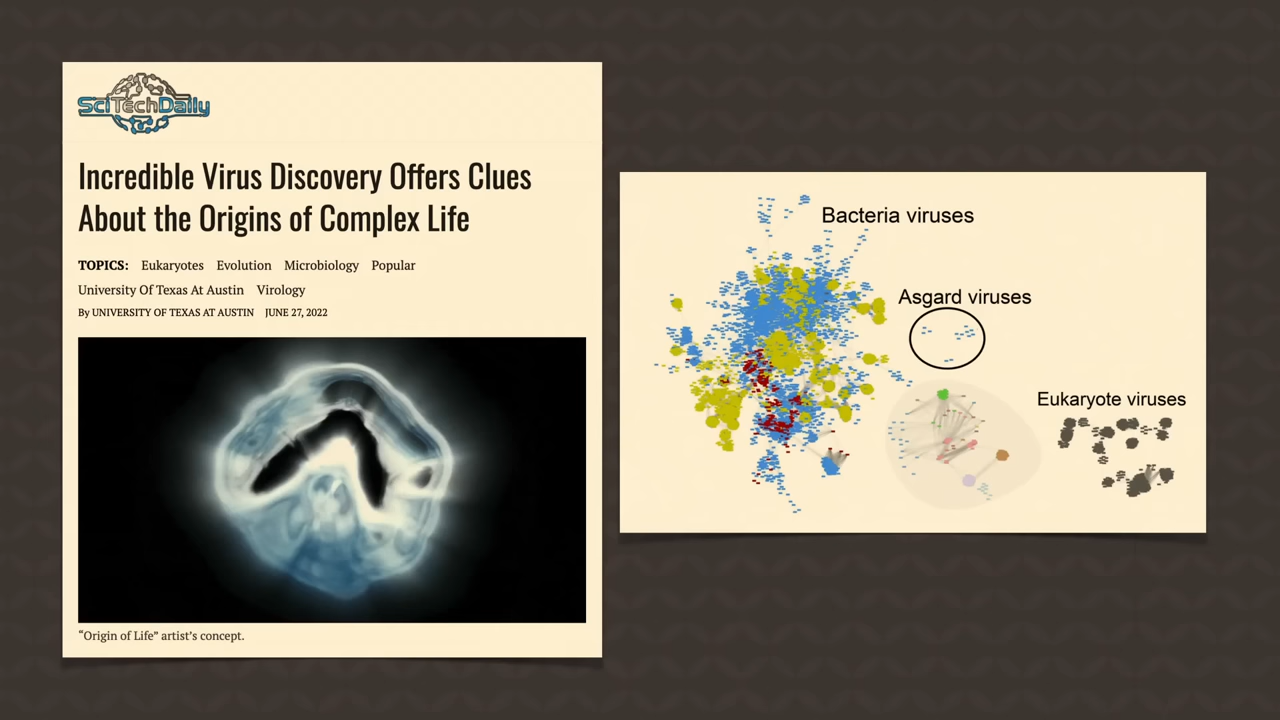 SciTechDaily
Incredible Virus Discovery Offers Clues
About the Origins of Complex Life
TOPICS: Eukaryotes Evolution Microbiology Popular
University Of Texas At Austin Virology
By UNIVERSITY OF TEXAS AT AUSTIN JUNE 27, 2022
“Origin of Life” artist’s concept.
Bacteria viruses
Asgard viruses
Eukaryote viruses